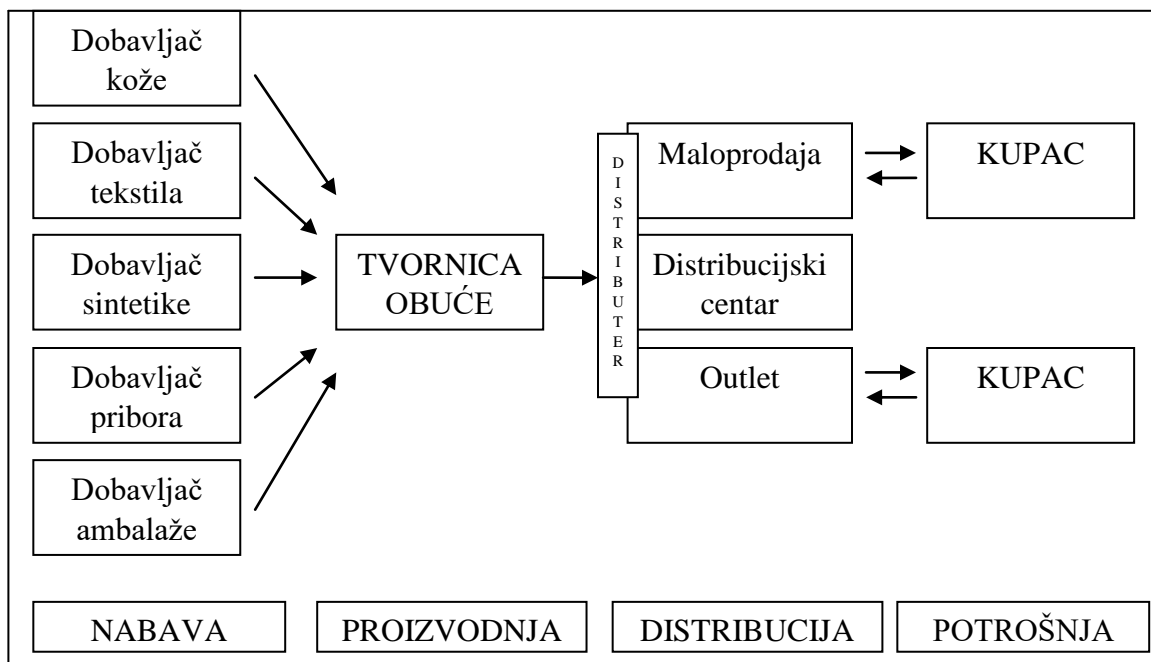 Dobavljač
kože
Dobavljač
tekstila
Dobavljač
sintetike
Dobavljač
pribora
Dobavljač
ambalaže
TVORNICA
OBUĆE
DISTRIBUTER
Maloprodaja
Distribucijski
centar
Outlet
KUPAC
KUPAC
NABAVA
PROIZVODNJA
DISTRIBUCIJA
POTROŠNJA